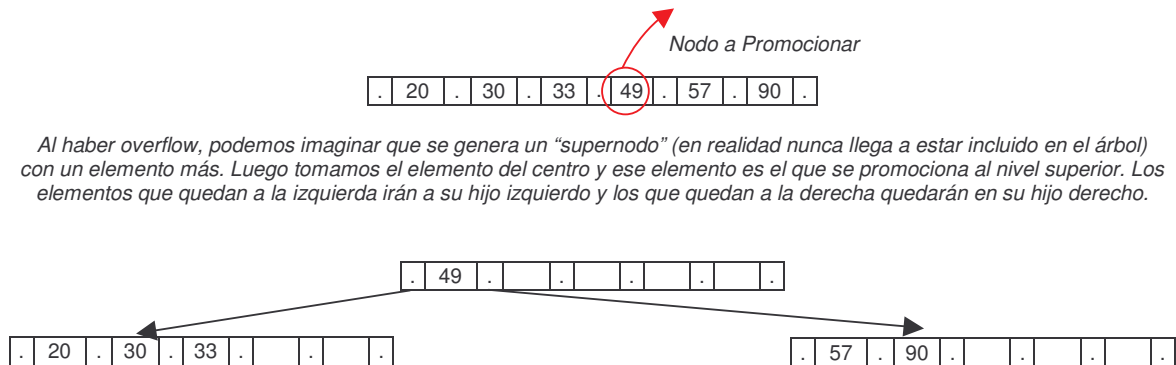 Nodo a Promocionar
. 20 . 30 . 33 . 49 . 57 . 90 .
Al haber overflow, podemos imaginar que se genera un “supernodo” (en realidad nunca llega a estar incluido en el árbol)
con un elemento más. Luego tomamos el elemento del centro y ese elemento es el que se promociona al nivel superior. Los
elementos que quedan a la izquierda irán a su hijo izquierdo y los que quedan a la derecha quedarán en su hijo derecho.
. 49 . . . . .
. 20 . 30 . 33 . . . . 57 . 90 . . . .